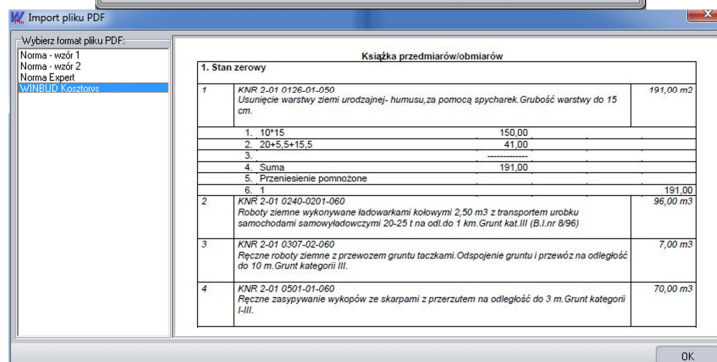 Import pliku PDF
Wybierz format pliku PDF:
Norma - wzór 1
Norma - wzór 2
Norma Expert
WINBUD Kosztorys
Książka przedmiarów/obmiarów
1. Stan zerowy
1 KNR 2-01 0126-01-050 191,00 m2
Usunięcie warstwy ziemi urodzajnej- humusu,za pomocą spycharek.Grubość warstwy do 15
cm.
1. 10*15 150,00
2. 20+5,5+15,5 41,00
3. -------------
4. Suma 191,00
5. Przeniesienie pomnożone
6. 1 191,00
2 KNR 2-01 0240-0201-060 96,00 m3
Roboty ziemne wykonywane ładowarkami kołowymi 2,50 m3 z transportem urobku
samochodami samowyładowczymi 20-25 t na odl.do 1 km.Grunt kat.III (B.I.nr 8/96)
3 KNR 2-01 0307-02-060 7,00 m3
Ręczne roboty ziemne z przewozem gruntu taczkami.Odspojenie gruntu i przewóz na odległość
do 10 m.Grunt kategorii III.
4 KNR 2-01 0501-01-060 70,00 m3
Ręczne zasypywanie wykopów ze skarpami z przerzutem na odległość do 3 m.Grunt kategorii
I-III.
OK